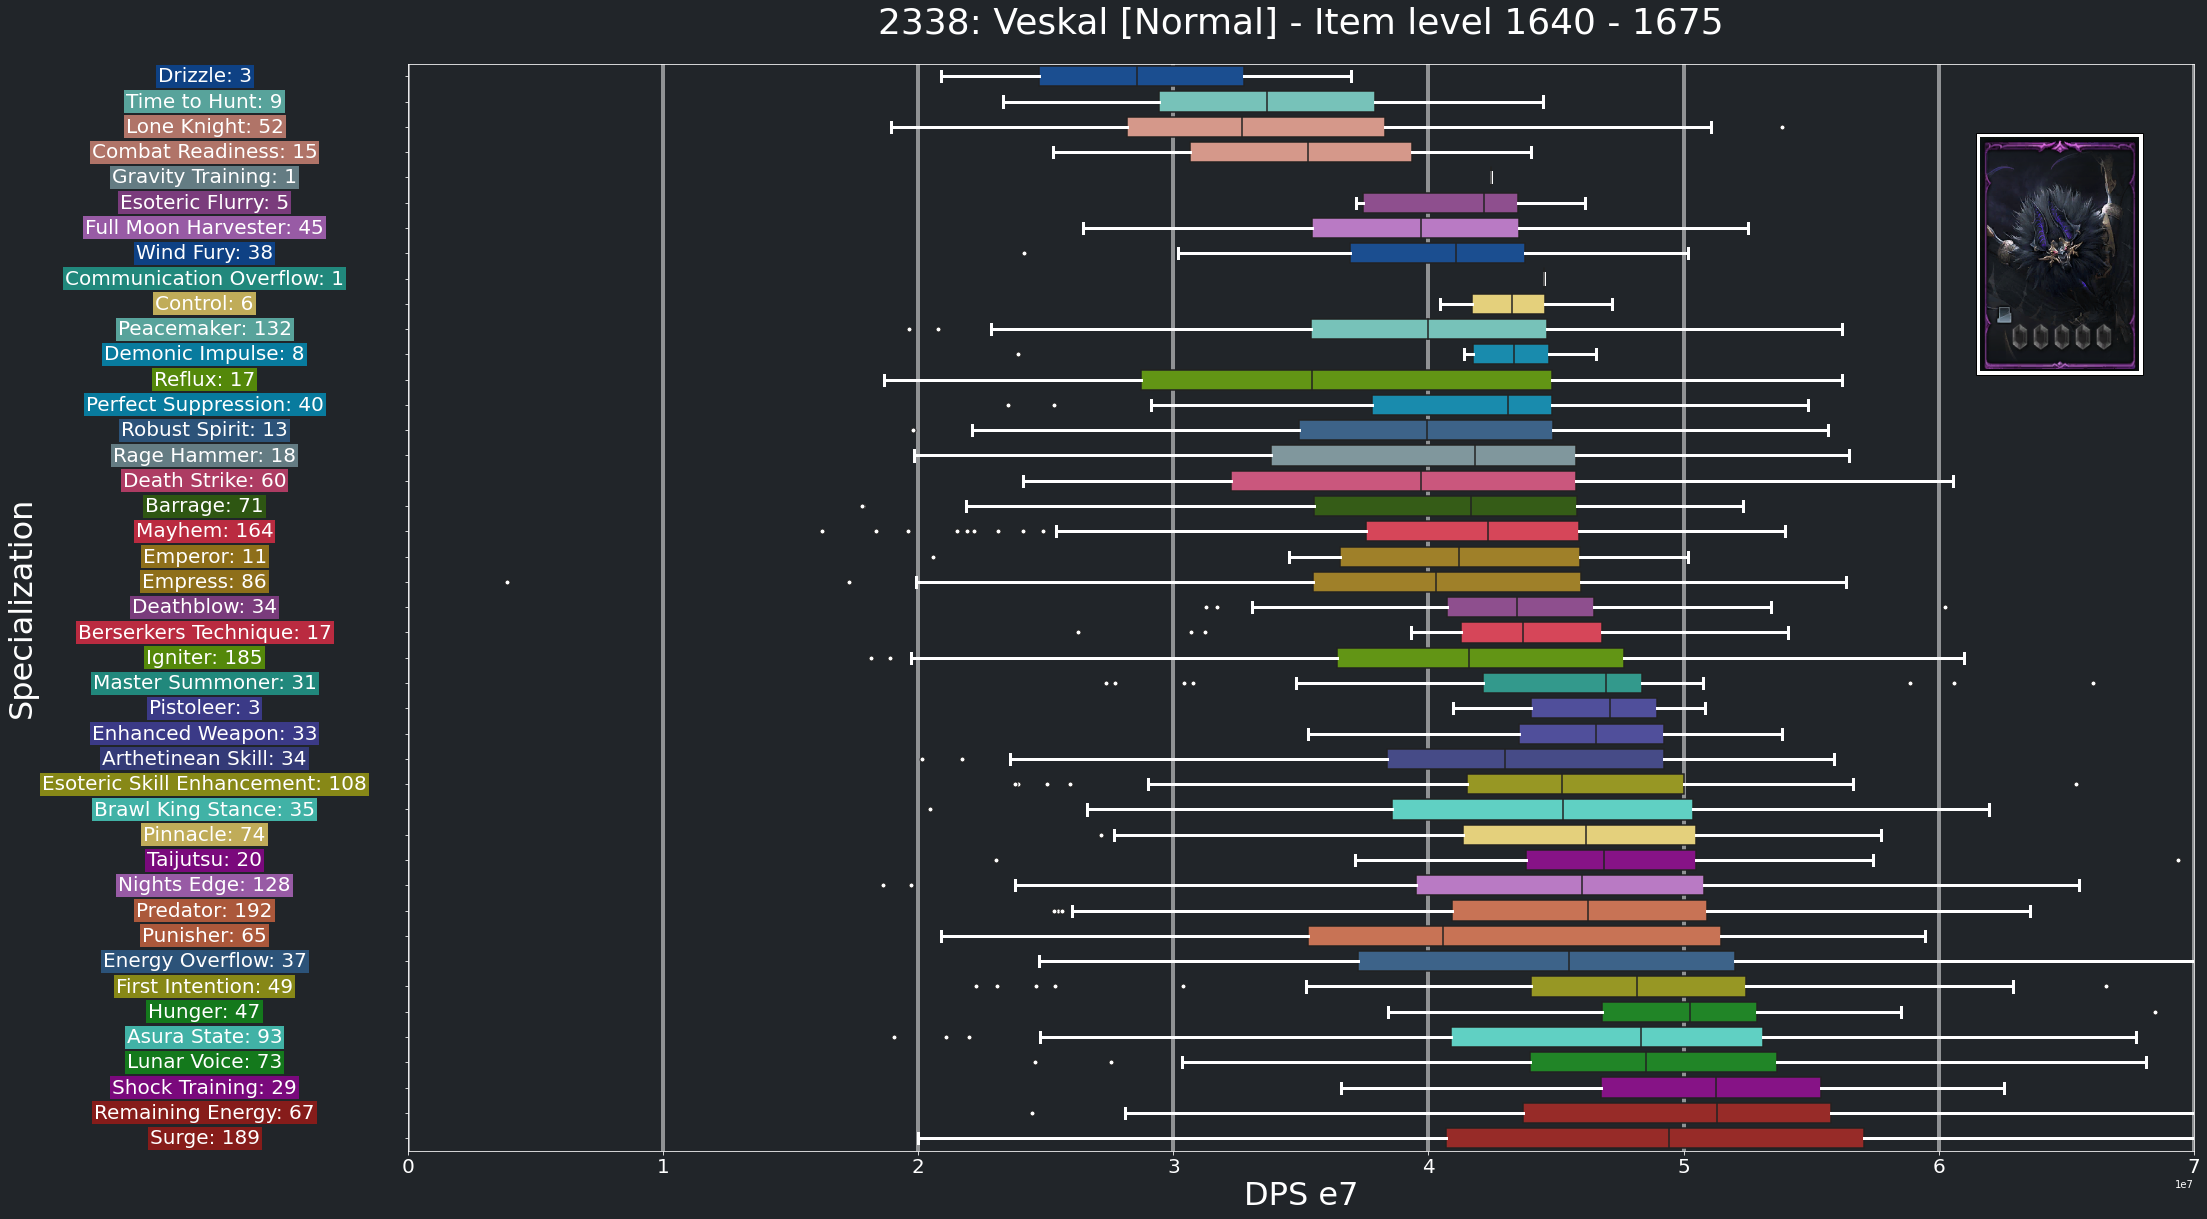 2338: Veskal [Normal] - Item level 1640 - 1675
Specialization
Drizzle: 3
Time to Hunt: 9
Lone Knight: 52
Combat Readiness: 15
Gravity Training: 1
Esoteric Flurry: 5
Full Moon Harvester: 45
Wind Fury: 38
Communication Overflow: 1
Control: 6
Peacemaker: 132
Demonic Impulse: 8
Reflux: 17
Perfect Suppression: 40
Robust Spirit: 13
Rage Hammer: 18
Death Strike: 60
Barrage: 71
Mayhem: 164
Emperor: 11
Empress: 86
Deathblow: 34
Berserkers Technique: 17
Igniter: 185
Master Summoner: 31
Pistoleer: 3
Enhanced Weapon: 33
Arthetinean Skill: 34
Esoteric Skill Enhancement: 108
Brawl King Stance: 35
Pinnacle: 74
Taijutsu: 20
Nights Edge: 128
Predator: 192
Punisher: 65
Energy Overflow: 37
First Intention: 49
Hunger: 47
Asura State: 93
Lunar Voice: 73
Shock Training: 29
Remaining Energy: 67
Surge: 189
0 1 2 3 4 5 6 7
1e7
DPS e7